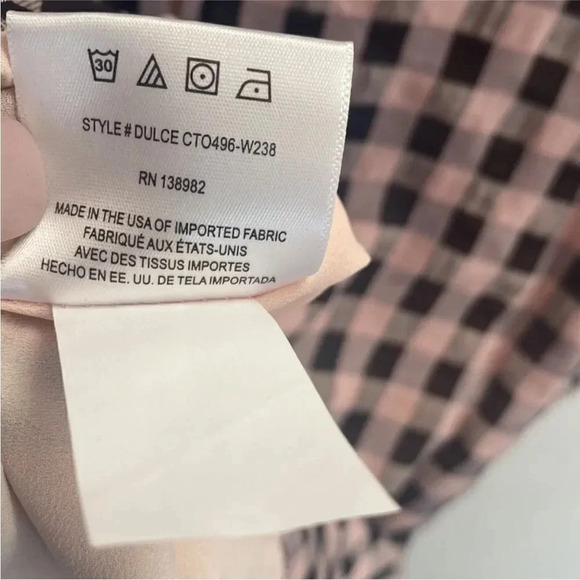 30
STYLE # DULCE CTO496-W238
RN 138982
MADE IN THE USA OF IMPORTED FABRIC
FABRIQUÉ AUX ÉTATS-UNIS
AVEC DES TISSUS IMPORTES
HECHO EN EE. UU. DE TELA IMPORTADA